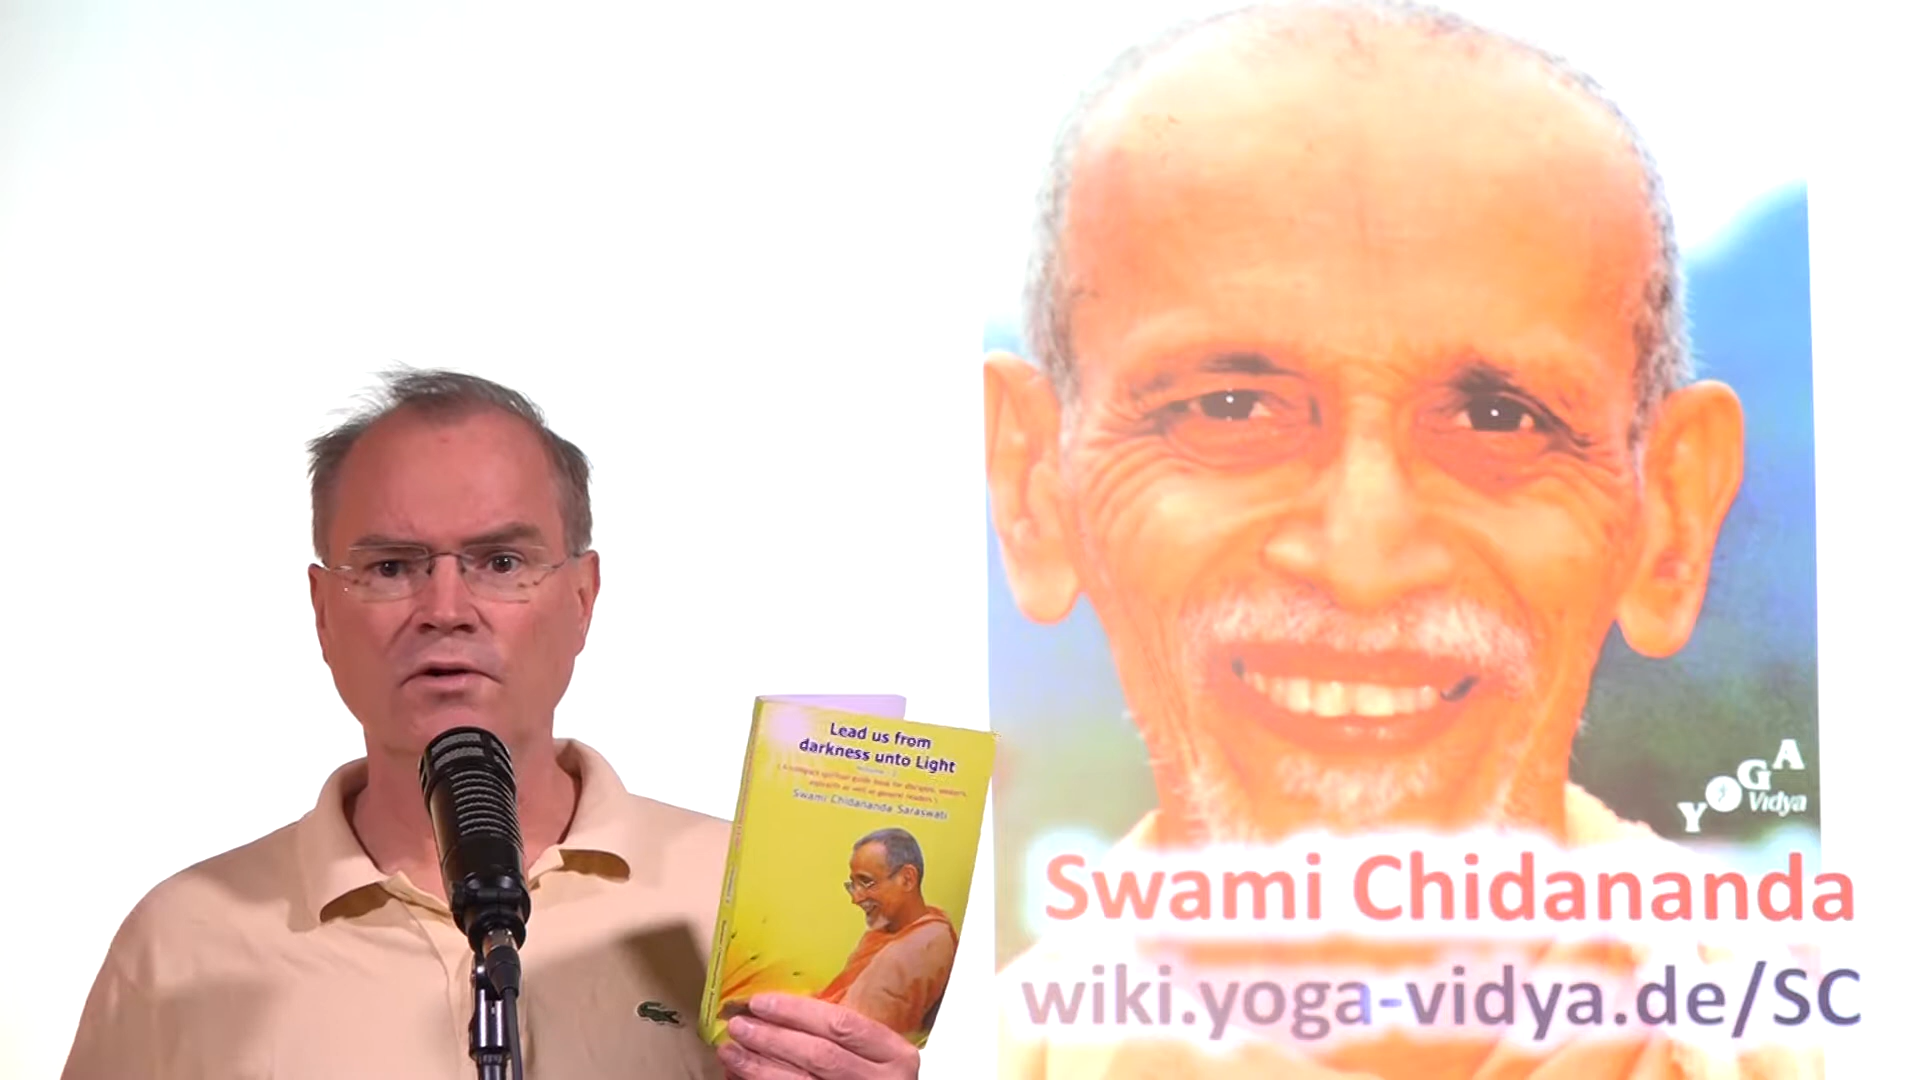 Lead us from
darkness unto Light
Swami Chidananda Saraswati
YOGA
Vidya
Swami Chidananda
wiki.yoga-vidya.de/SC